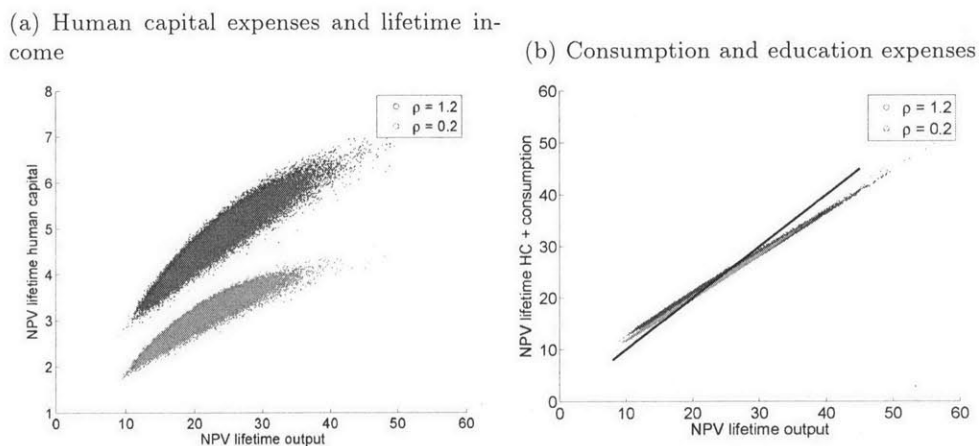 (a) Human capital expenses and lifetime in-
come
(b) Consumption and education expenses
8
7
6
5
4
3
2
1
0
10
20
30
40
50
60
NPV lifetime human capital
NPV lifetime output
ρ = 1.2
ρ = 0.2
60
50
40
30
20
10
0
0
10
20
30
40
50
60
NPV lifetime HC + consumption
NPV lifetime output
ρ = 1.2
ρ = 0.2